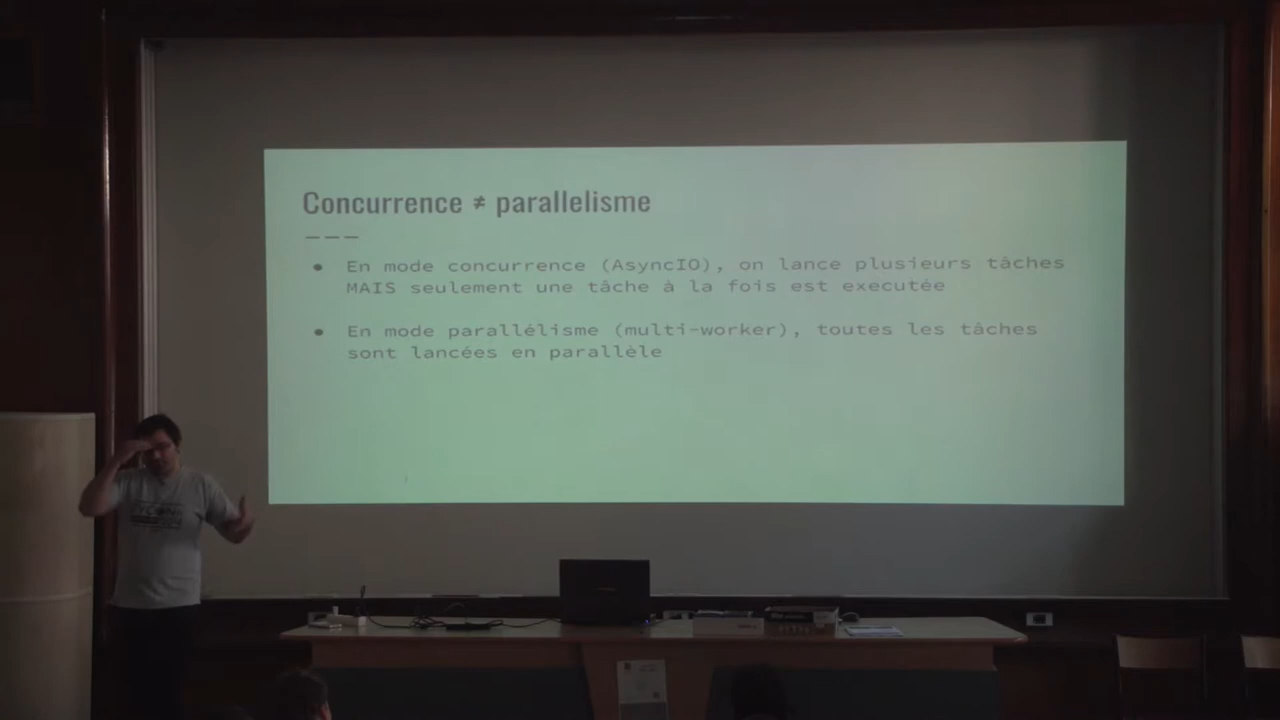 Concurrence ≠ parallelisme
● En mode concurrence (AsyncIO), on lance plusieurs tâches
MAIS seulement une tâche à la fois est executée
● En mode parallélisme (multi-worker), toutes les tâches
sont lancées en parallèle